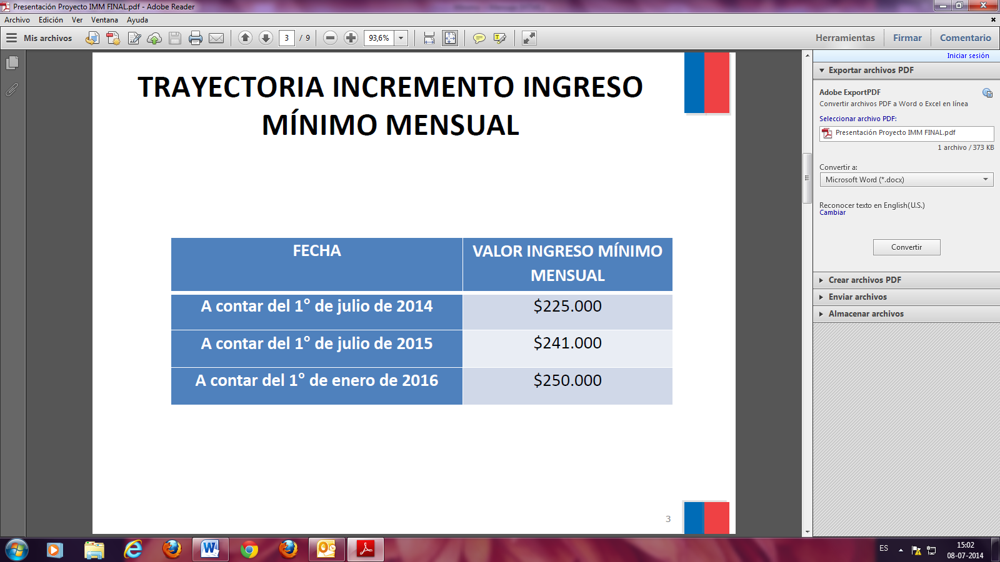 Presentación Proyecto IMM FINAL.pdf - Adobe Reader
Archivo Edición Ver Ventana Ayuda
Mis archivos 3 / 9 93,6% Herramientas Firmar Comentario
Iniciar sesión
TRAYECTORIA INCREMENTO INGRESO
MÍNIMO MENSUAL
FECHA VALOR INGRESO MÍNIMO
MENSUAL
A contar del 1° de julio de 2014 $225.000
A contar del 1° de julio de 2015 $241.000
A contar del 1° de enero de 2016 $250.000
3
Exportar archivos PDF
Adobe ExportPDF
Convertir archivos PDF a Word o Excel en línea
Seleccionar archivo PDF:
Presentación Proyecto IMM FINAL.pdf
1 archivo / 373 KB
Convertir a:
Microsoft Word (*.docx)
Reconocer texto en English(U.S.)
Cambiar
Convertir
Crear archivos PDF
Enviar archivos
Almacenar archivos
ES 15:02
08-07-2014